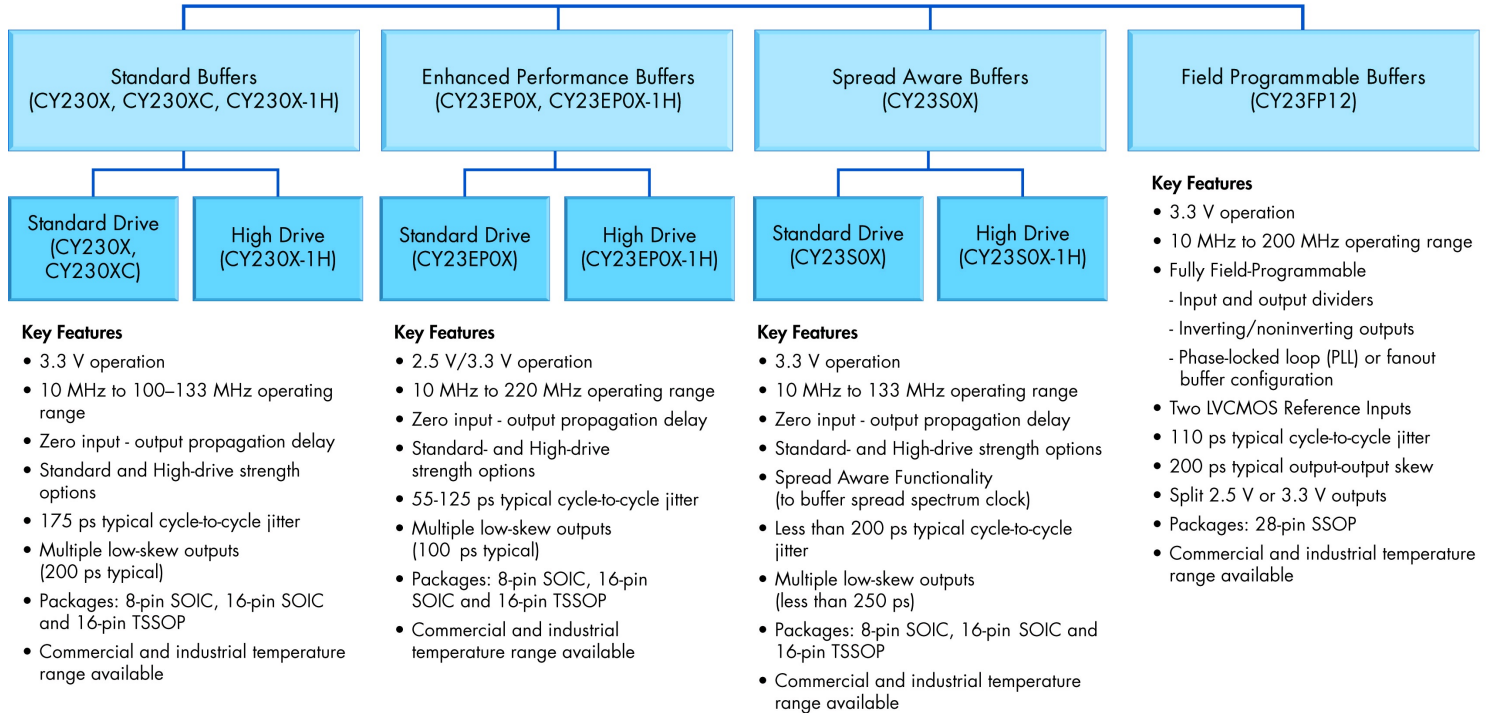 Standard Buffers
(CY230X, CY230XC, CY230X-1H)
Enhanced Performance Buffers
(CY23EP0X, CY23EP0X-1H)
Spread Aware Buffers
(CY23S0X)
Field Programmable Buffers
(CY23FP12)
Standard Drive
(CY230X,
CY230XC)
High Drive
(CY230X-1H)
Standard Drive
(CY23EP0X)
High Drive
(CY23EP0X-1H)
Standard Drive
(CY23S0X)
High Drive
(CY23S0X-1H)
Key Features
• 3.3 V operation
• 10 MHz to 100–133 MHz operating
range
• Zero input - output propagation delay
• Standard and High-drive strength
options
• 175 ps typical cycle-to-cycle jitter
• Multiple low-skew outputs
(200 ps typical)
• Packages: 8-pin SOIC, 16-pin SOIC
and 16-pin TSSOP
• Commercial and industrial temperature
range available
Key Features
• 2.5 V/3.3 V operation
• 10 MHz to 220 MHz operating range
• Zero input - output propagation delay
• Standard- and High-drive
strength options
• 55-125 ps typical cycle-to-cycle jitter
• Multiple low-skew outputs
(100 ps typical)
• Packages: 8-pin SOIC, 16-pin
SOIC and 16-pin TSSOP
• Commercial and industrial
temperature range available
Key Features
• 3.3 V operation
• 10 MHz to 133 MHz operating range
• Zero input - output propagation delay
• Standard- and High-drive strength options
• Spread Aware Functionality
(to buffer spread spectrum clock)
• Less than 200 ps typical cycle-to-cycle
jitter
• Multiple low-skew outputs
(less than 250 ps)
• Packages: 8-pin SOIC, 16-pin SOIC and
16-pin TSSOP
• Commercial and industrial temperature
range available
Key Features
• 3.3 V operation
• 10 MHz to 200 MHz operating range
• Fully Field-Programmable
- Input and output dividers
- Inverting/noninverting outputs
- Phase-locked loop (PLL) or fanout
buffer configuration
• Two LVCMOS Reference Inputs
• 110 ps typical cycle-to-cycle jitter
• 200 ps typical output-output skew
• Split 2.5 V or 3.3 V outputs
• Packages: 28-pin SSOP
• Commercial and industrial temperature
range available